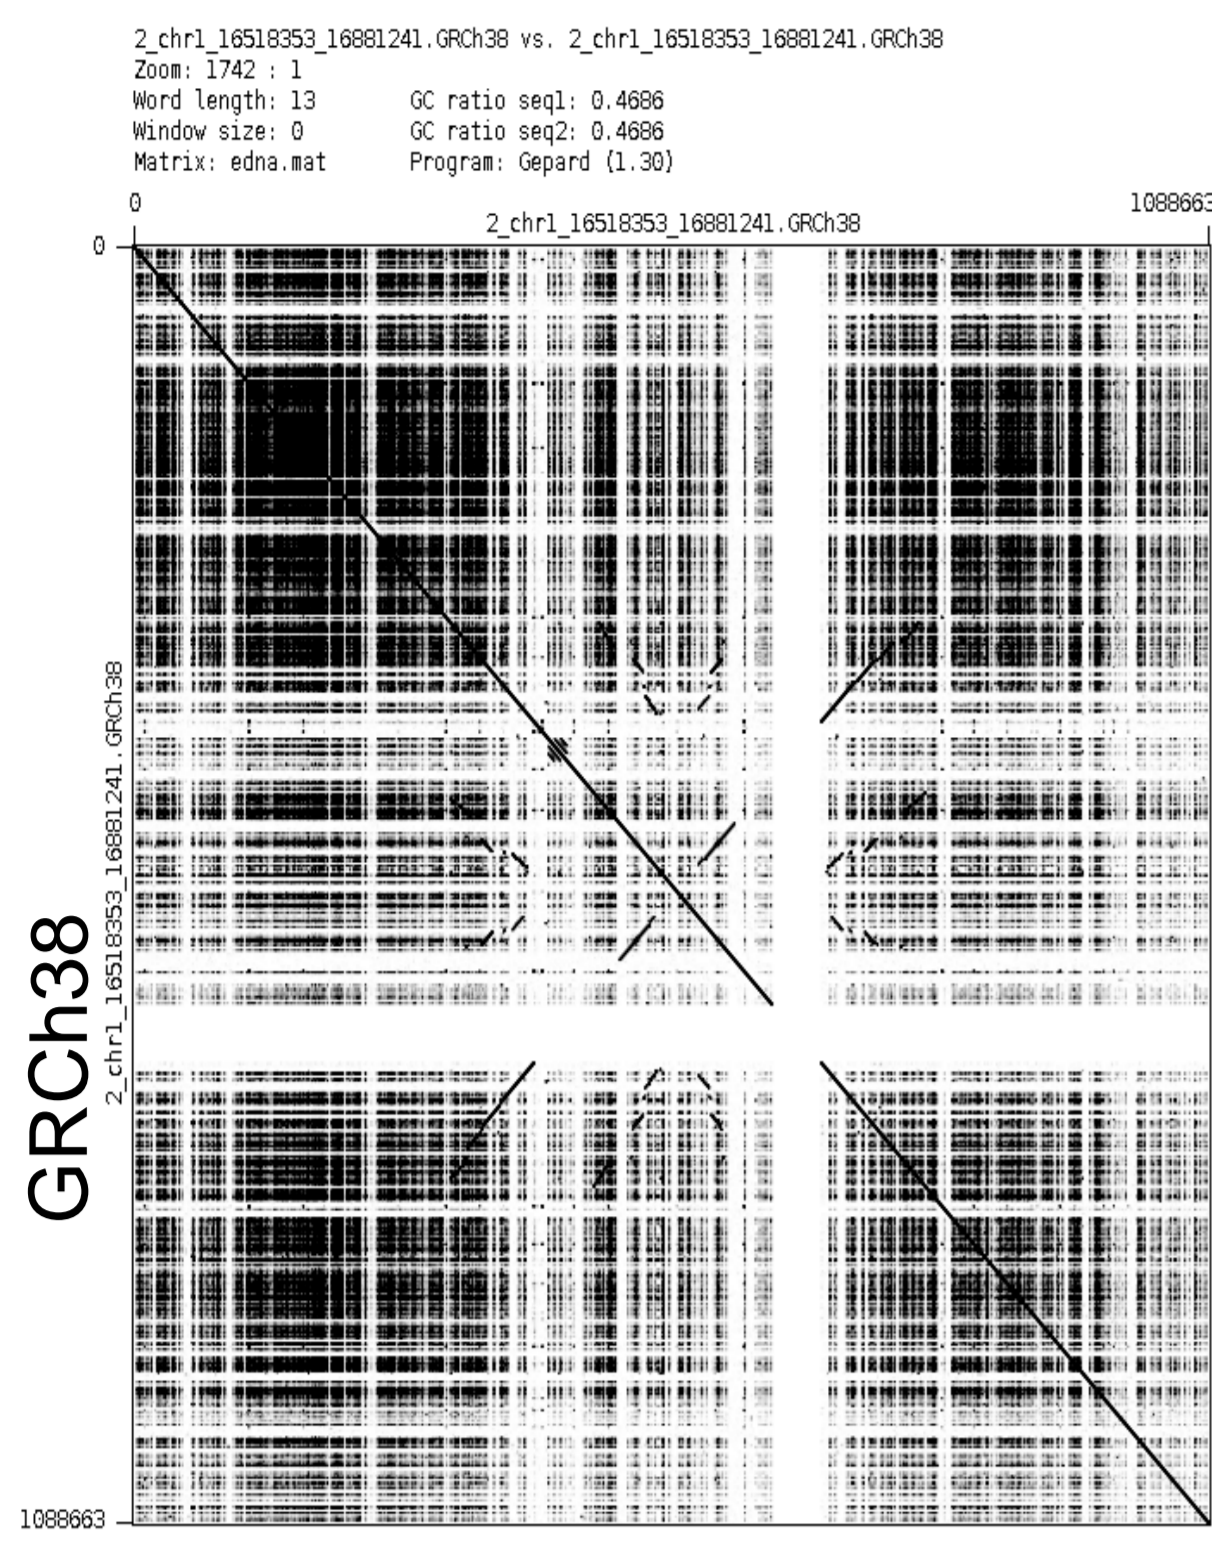 2_chr1_16518353_16881241.GRCh38 vs. 2_chr1_16518353_16881241.GRCh38
Zoom: 1742 : 1
Word length: 13 GC ratio seq1: 0.4686
Window size: 0 GC ratio seq2: 0.4686
Matrix: edna.mat Program: Gepard (1.30)
0 1088663
2_chr1_16518353_16881241.GRCh38
0
2_chr1_16518353_16881241.GRCh38
GRCh38
1088663